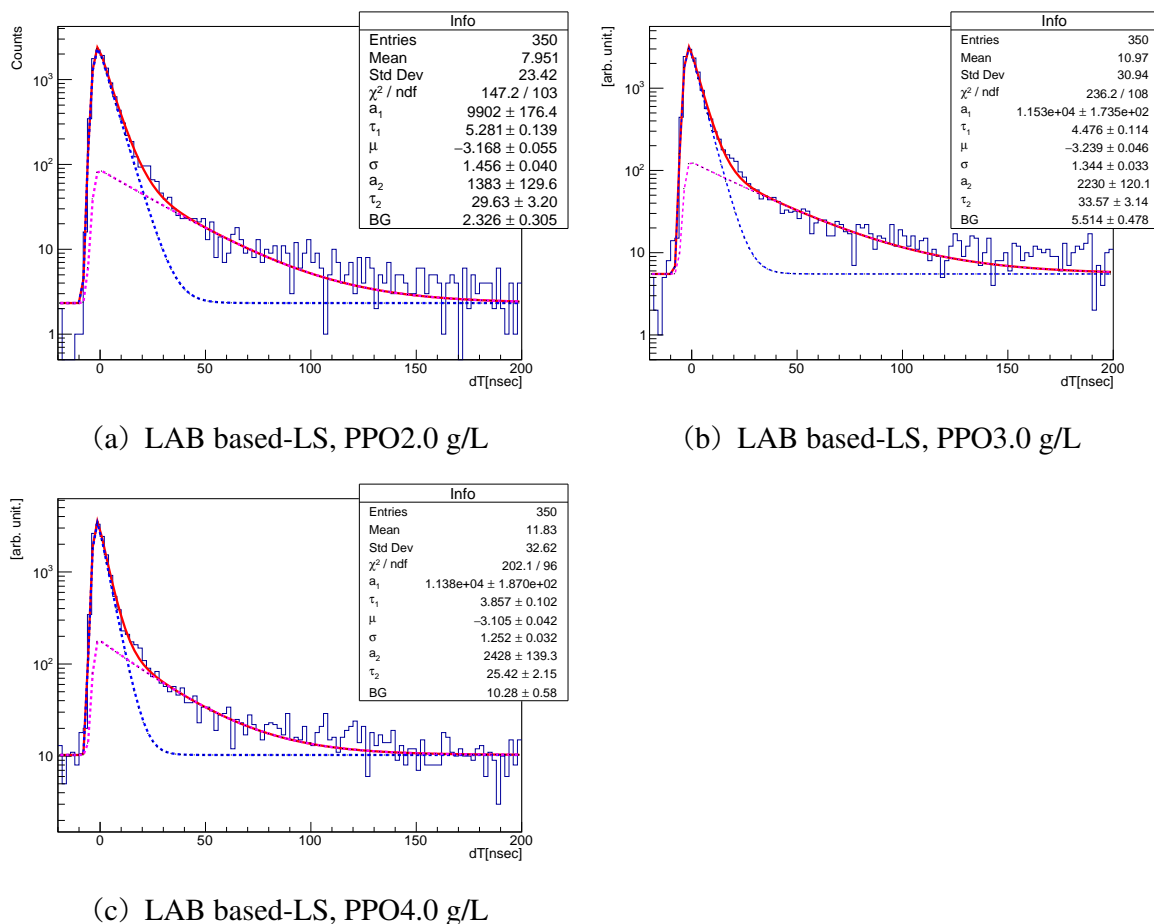 Counts
10³
10²
10
1
0 50 100 150 200
dT[nsec]
Info
Entries 350
Mean 7.951
Std Dev 23.42
χ² / ndf 147.2 / 103
a₁ 9902 ± 176.4
τ₁ 5.281 ± 0.139
μ −3.168 ± 0.055
σ 1.456 ± 0.040
a₂ 1383 ± 129.6
τ₂ 29.63 ± 3.20
BG 2.326 ± 0.305
(a) LAB based-LS, PPO2.0 g/L
[arb. unit.]
10³
10²
10
1
0 50 100 150 200
dT[nsec]
Info
Entries 350
Mean 10.97
Std Dev 30.94
χ² / ndf 236.2 / 108
a₁ 1.153e+04 ± 1.735e+02
τ₁ 4.476 ± 0.114
μ −3.239 ± 0.046
σ 1.344 ± 0.033
a₂ 2230 ± 120.1
τ₂ 33.57 ± 3.14
BG 5.514 ± 0.478
(b) LAB based-LS, PPO3.0 g/L
[arb. unit.]
10³
10²
10
0 50 100 150 200
dT[nsec]
Info
Entries 350
Mean 11.83
Std Dev 32.62
χ² / ndf 202.1 / 96
a₁ 1.138e+04 ± 1.870e+02
τ₁ 3.857 ± 0.102
μ −3.105 ± 0.042
σ 1.252 ± 0.032
a₂ 2428 ± 139.3
τ₂ 25.42 ± 2.15
BG 10.28 ± 0.58
(c) LAB based-LS, PPO4.0 g/L